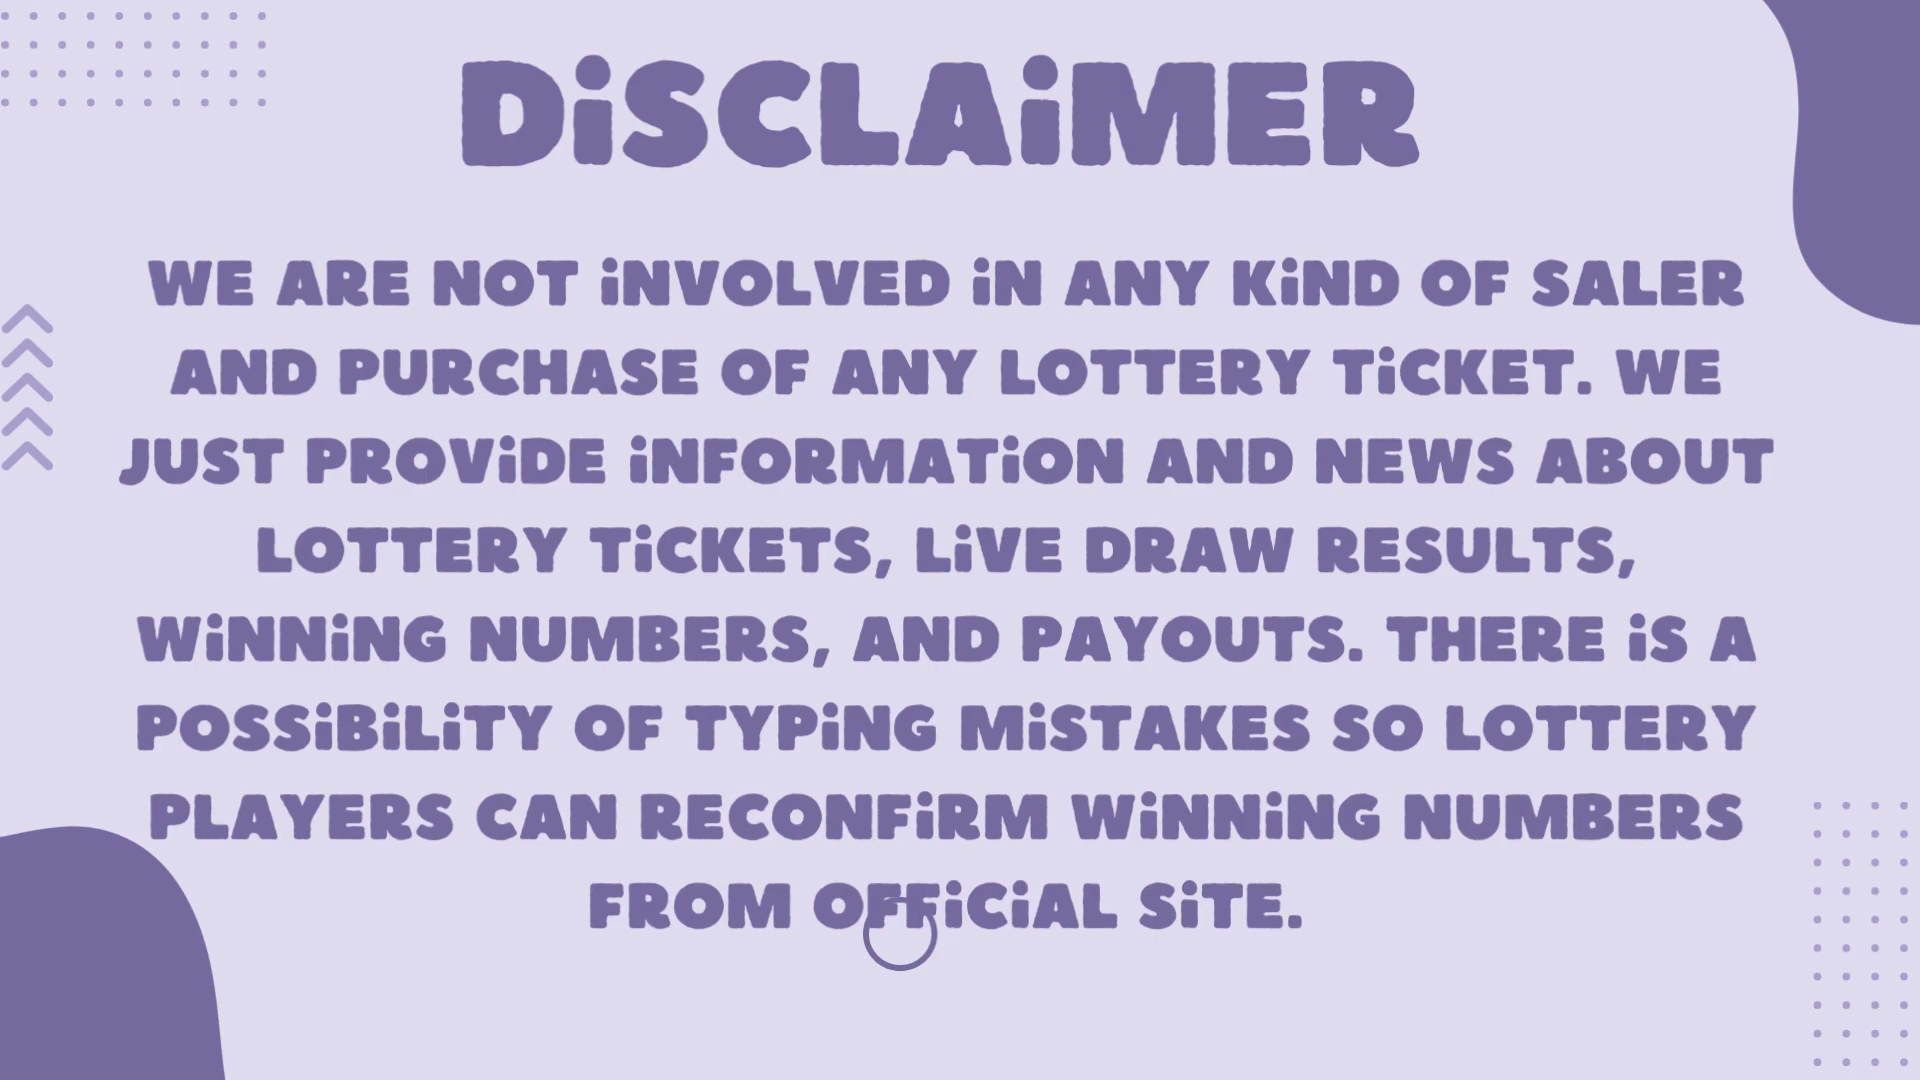 DiSCLAiMER
WE ARE NOT iNVOLVED iN ANY KiND OF SALER
AND PURCHASE OF ANY LOTTERY TiCKET. WE
JUST PROViDE iNFORMATiON AND NEWS ABOUT
LOTTERY TiCKETS, LiVE DRAW RESULTS,
WiNNiNG NUMBERS, AND PAYOUTS. THERE iS A
POSSiBiLiTY OF TYPiNG MiSTAKES SO LOTTERY
PLAYERS CAN RECONFiRM WiNNiNG NUMBERS
FROM OFFiCiAL SiTE.